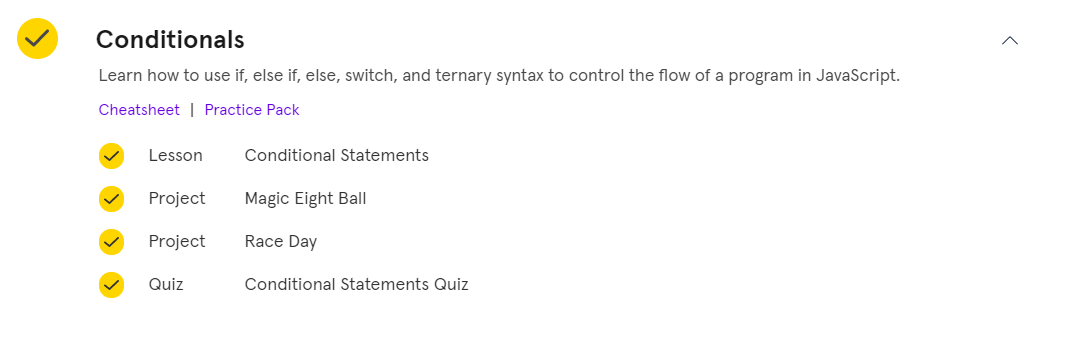 Conditionals
Learn how to use if, else if, else, switch, and ternary syntax to control the flow of a program in JavaScript.
Cheatsheet | Practice Pack
Lesson Conditional Statements
Project Magic Eight Ball
Project Race Day
Quiz Conditional Statements Quiz